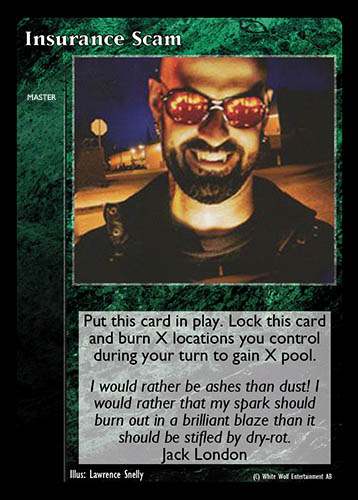 Insurance Scam
MASTER
Put this card in play. Lock this card
and burn X locations you control
during your turn to gain X pool.
I would rather be ashes than dust! I
would rather that my spark should
burn out in a brilliant blaze than it
should be stifled by dry-rot.
Jack London
Illus: Lawrence Snelly
(C) White Wolf Entertainment AB